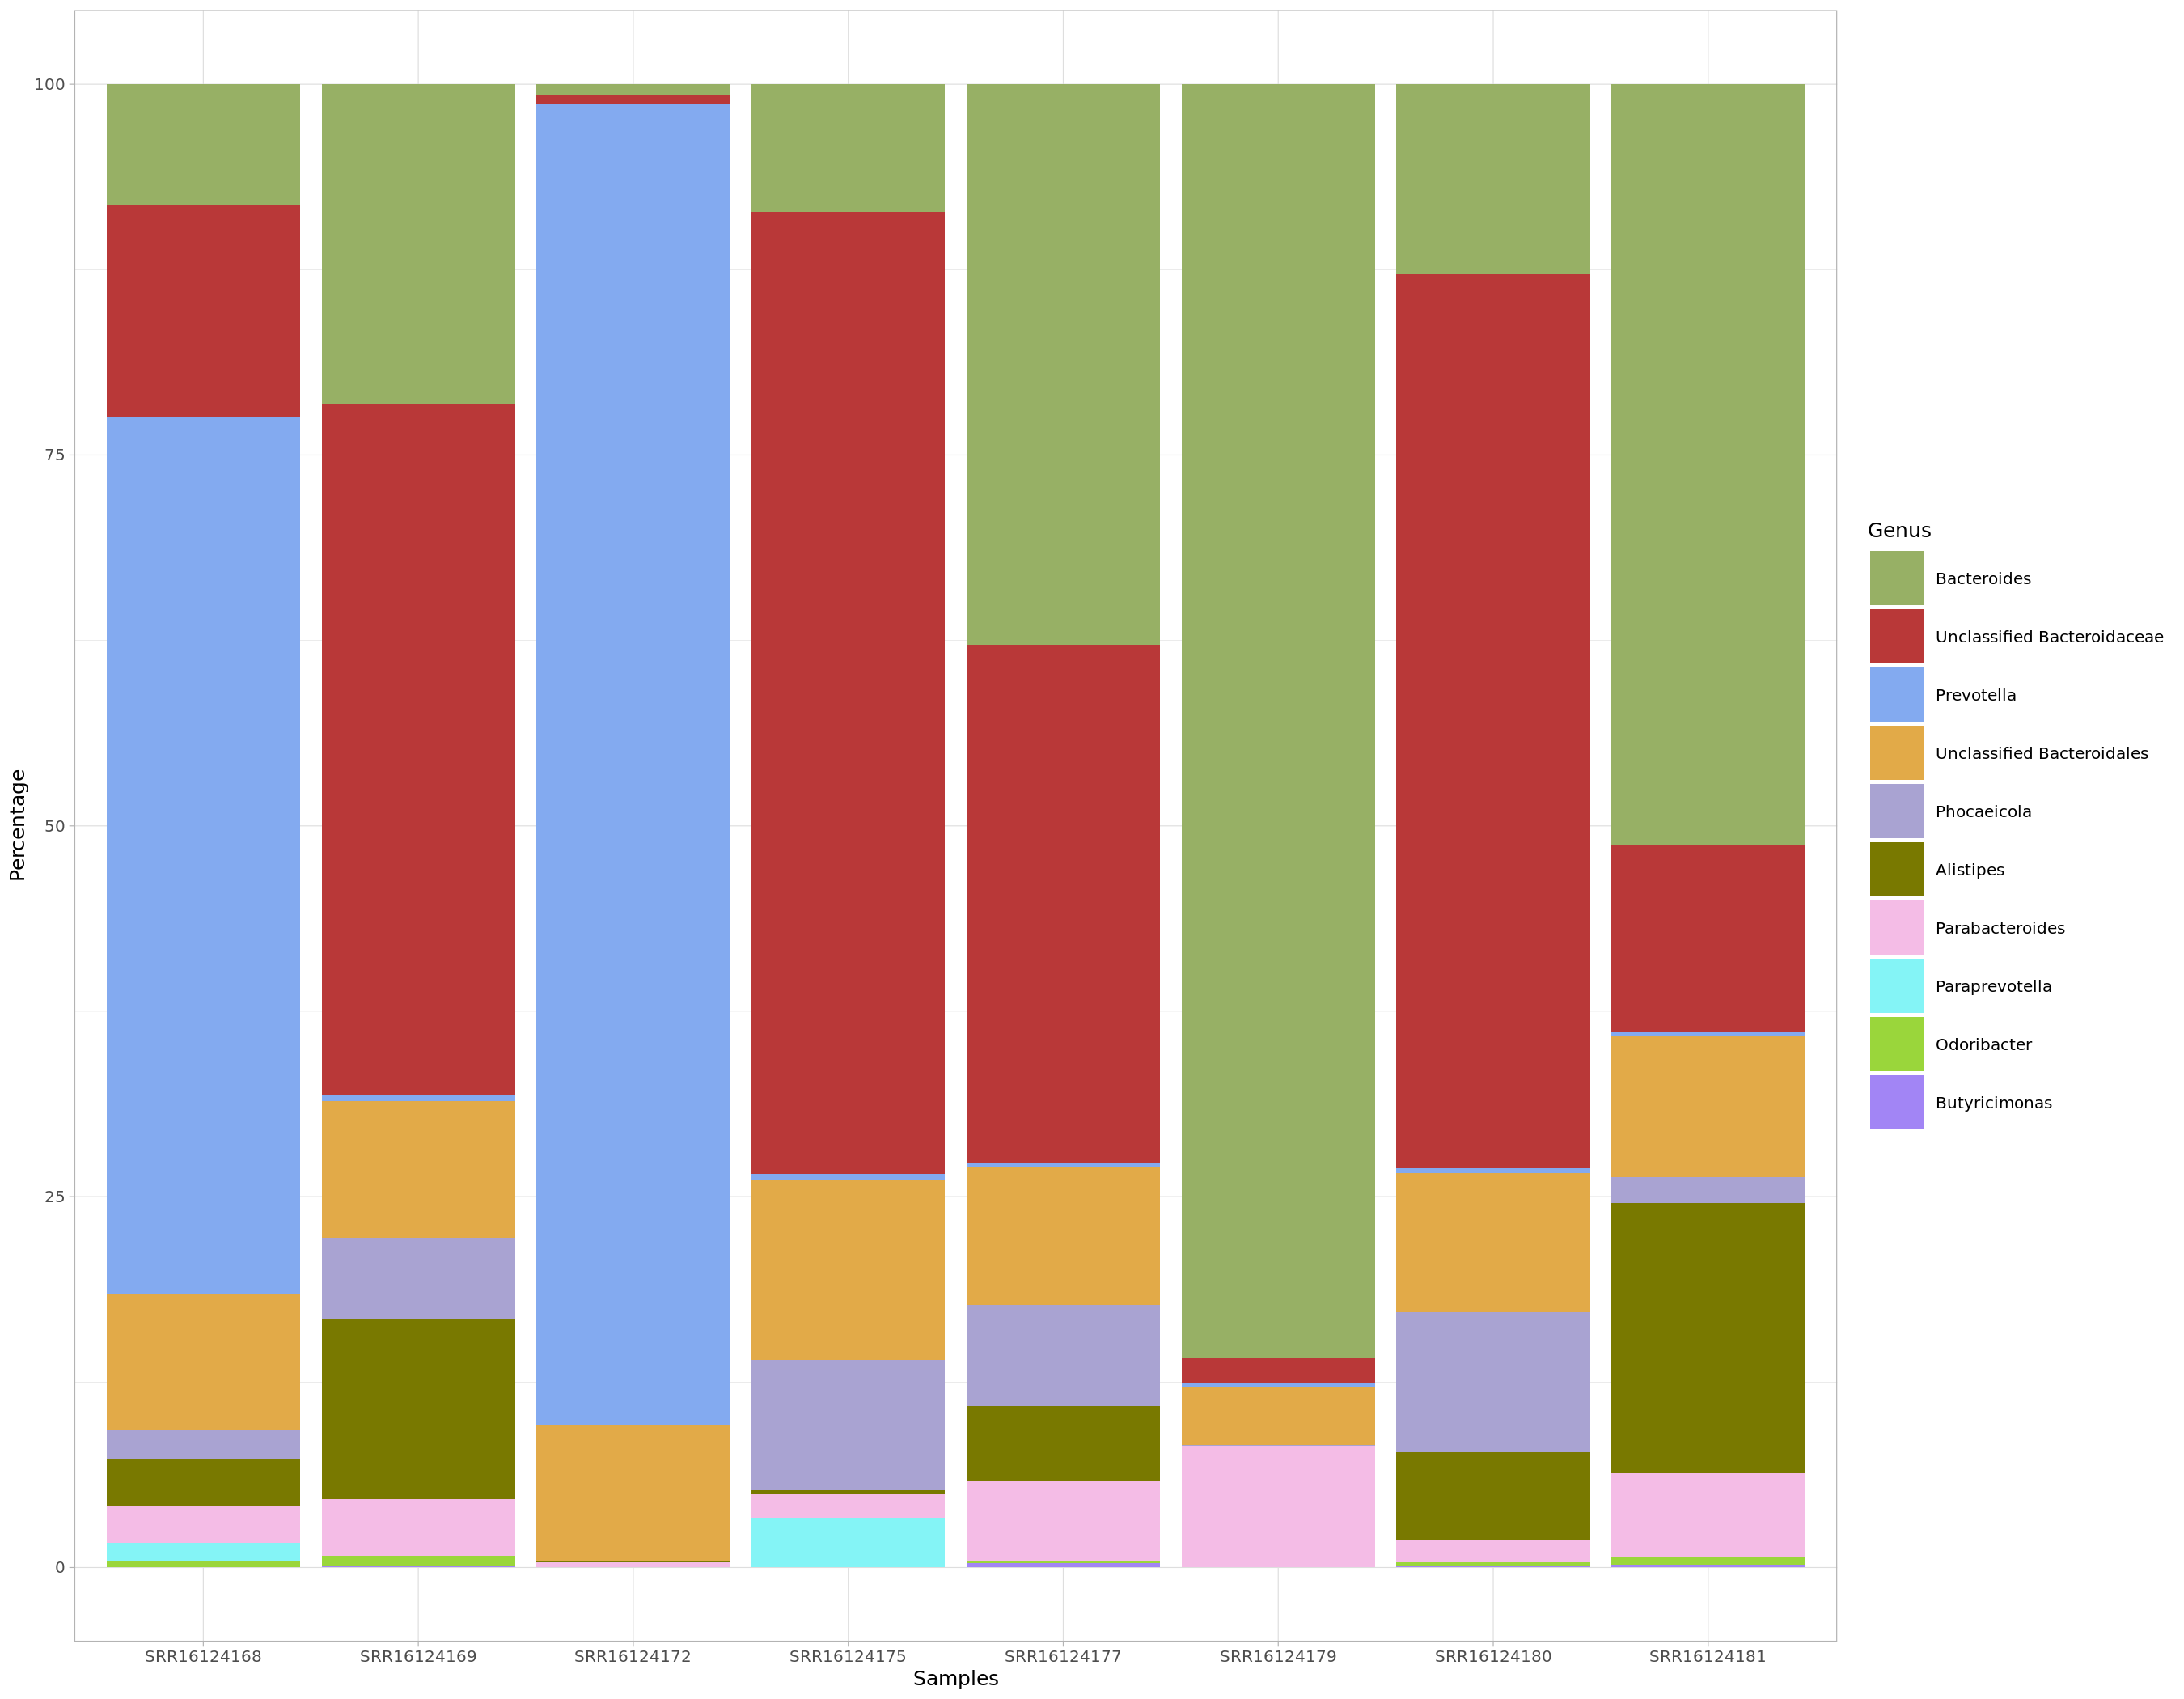 100
75
50
25
0
Percentage
SRR16124168 SRR16124169 SRR16124172 SRR16124175 SRR16124177 SRR16124179 SRR16124180 SRR16124181
Samples
Genus
Bacteroides
Unclassified Bacteroidaceae
Prevotella
Unclassified Bacteroidales
Phocaeicola
Alistipes
Parabacteroides
Paraprevotella
Odoribacter
Butyricimonas